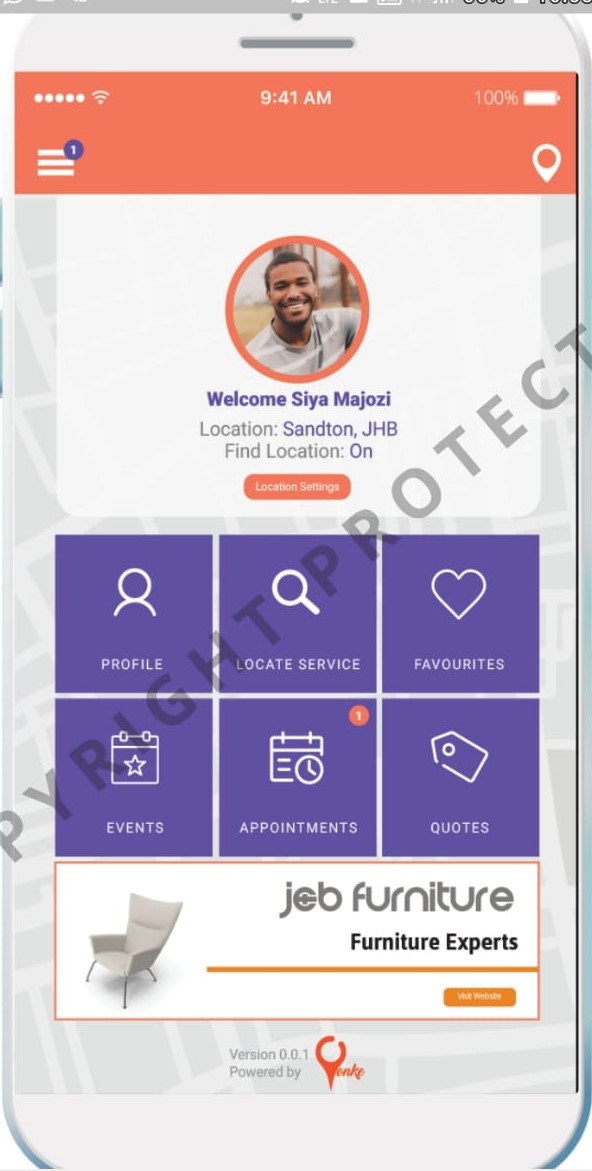 9:41 AM
100%
1
Welcome Siya Majozi
Location: Sandton, JHB
Find Location: On
Location Settings
PYRIGHT PROTECT
PROFILE
LOCATE SERVICE
FAVOURITES
1
EVENTS
APPOINTMENTS
QUOTES
jeb furniture
Furniture Experts
Visit Website
Version 0.0.1
Powered by
Yonke